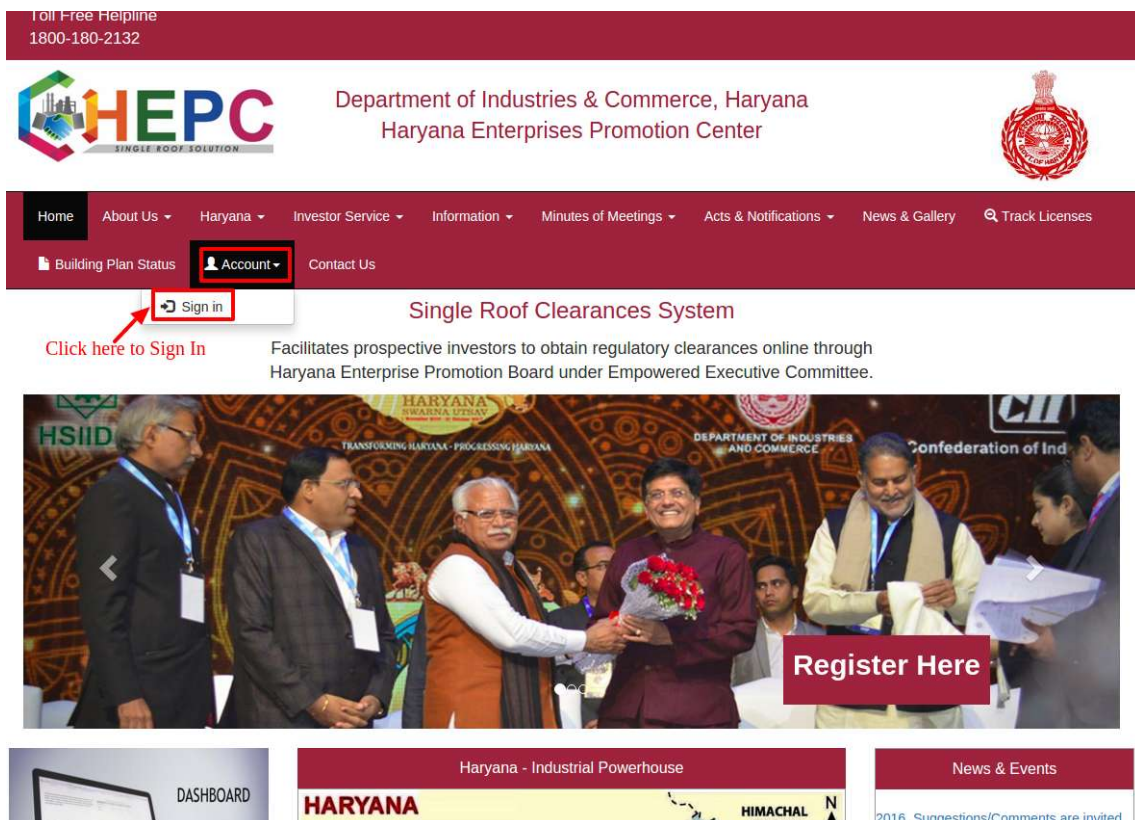 Toll Free Helpline
1800-180-2132
HEPC
SINGLE ROOF SOLUTION
Department of Industries & Commerce, Haryana
Haryana Enterprises Promotion Center
GOVT. OF HARYANA
Home About Us Haryana Investor Service Information Minutes of Meetings Acts & Notifications News & Gallery Track Licenses
Building Plan Status Account Contact Us
Sign in
Click here to Sign In
Single Roof Clearances System
Facilitates prospective investors to obtain regulatory clearances online through
Haryana Enterprise Promotion Board under Empowered Executive Committee.
HSIID
HARYANA
SWARNA UTSAV
TRANSFORMING HARYANA - PROGRESSING HARYANA
DEPARTMENT OF INDUSTRIES
AND COMMERCE
CII
Confederation of Ind
Register Here
DASHBOARD
Haryana - Industrial Powerhouse
HARYANA
HIMACHAL
N
News & Events
2016. Suggestions/Comments are invited